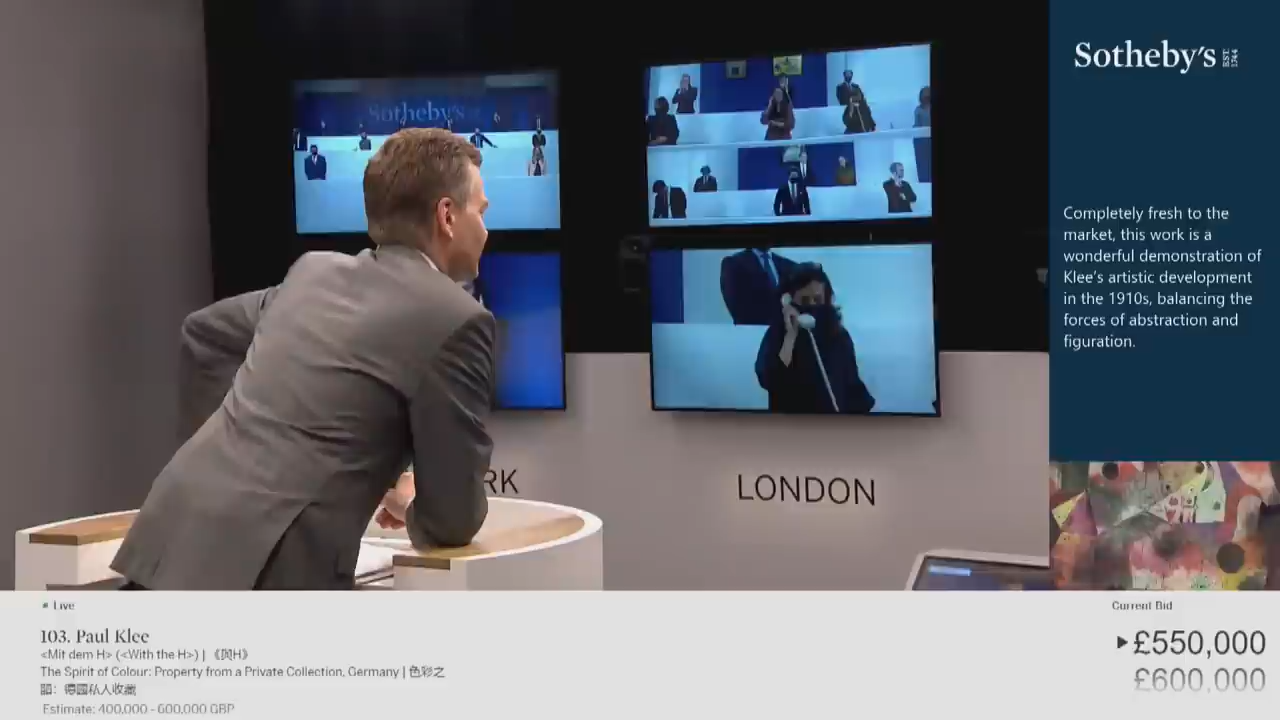 Sotheby's EST. 1744
Sotheby's
Completely fresh to the
market, this work is a
wonderful demonstration of
Klee's artistic development
in the 1910s, balancing the
forces of abstraction and
figuration.
RK
LONDON
Live
103. Paul Klee
<Mit dem H> (<With the H>) | 《與H》
The Spirit of Colour: Property from a Private Collection, Germany | 色彩之
韻：德國私人收藏
Estimate: 400,000 - 600,000 GBP
Current Bid
£550,000
£600,000